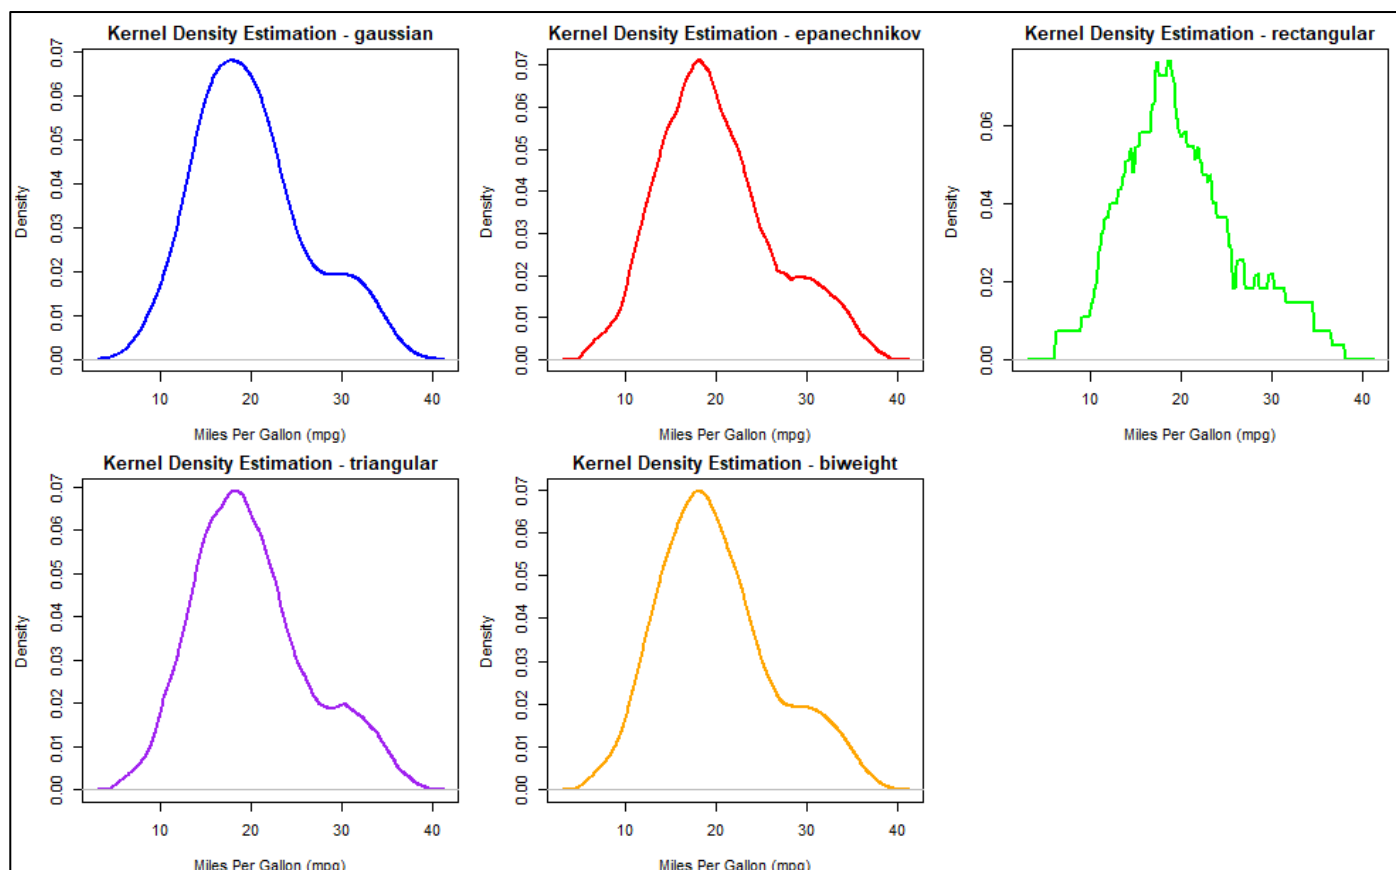 Kernel Density Estimation - gaussian
0.07
0.06
0.05
0.04
0.03
0.02
0.01
0.00
Density
10 20 30 40
Miles Per Gallon (mpg)
Kernel Density Estimation - epanechnikov
0.07
0.06
0.05
0.04
0.03
0.02
0.01
0.00
Density
10 20 30 40
Miles Per Gallon (mpg)
Kernel Density Estimation - rectangular
0.06
0.04
0.02
0.00
Density
10 20 30 40
Miles Per Gallon (mpg)
Kernel Density Estimation - triangular
0.07
0.06
0.05
0.04
0.03
0.02
0.01
0.00
Density
10 20 30 40
Miles Per Gallon (mpg)
Kernel Density Estimation - biweight
0.07
0.06
0.05
0.04
0.03
0.02
0.01
0.00
Density
10 20 30 40
Miles Per Gallon (mpg)